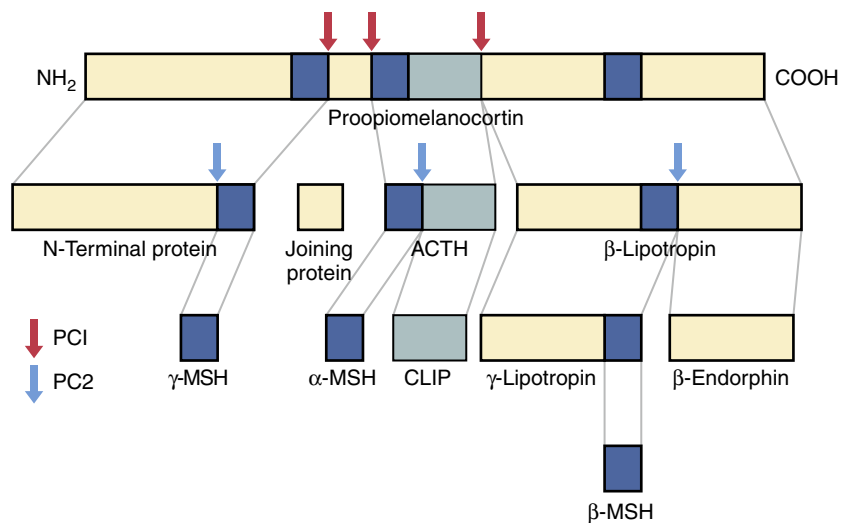 NH2
COOH
Proopiomelanocortin
N-Terminal protein
Joining
protein
ACTH
β-Lipotropin
PCI
PC2
γ-MSH
α-MSH
CLIP
γ-Lipotropin
β-Endorphin
β-MSH